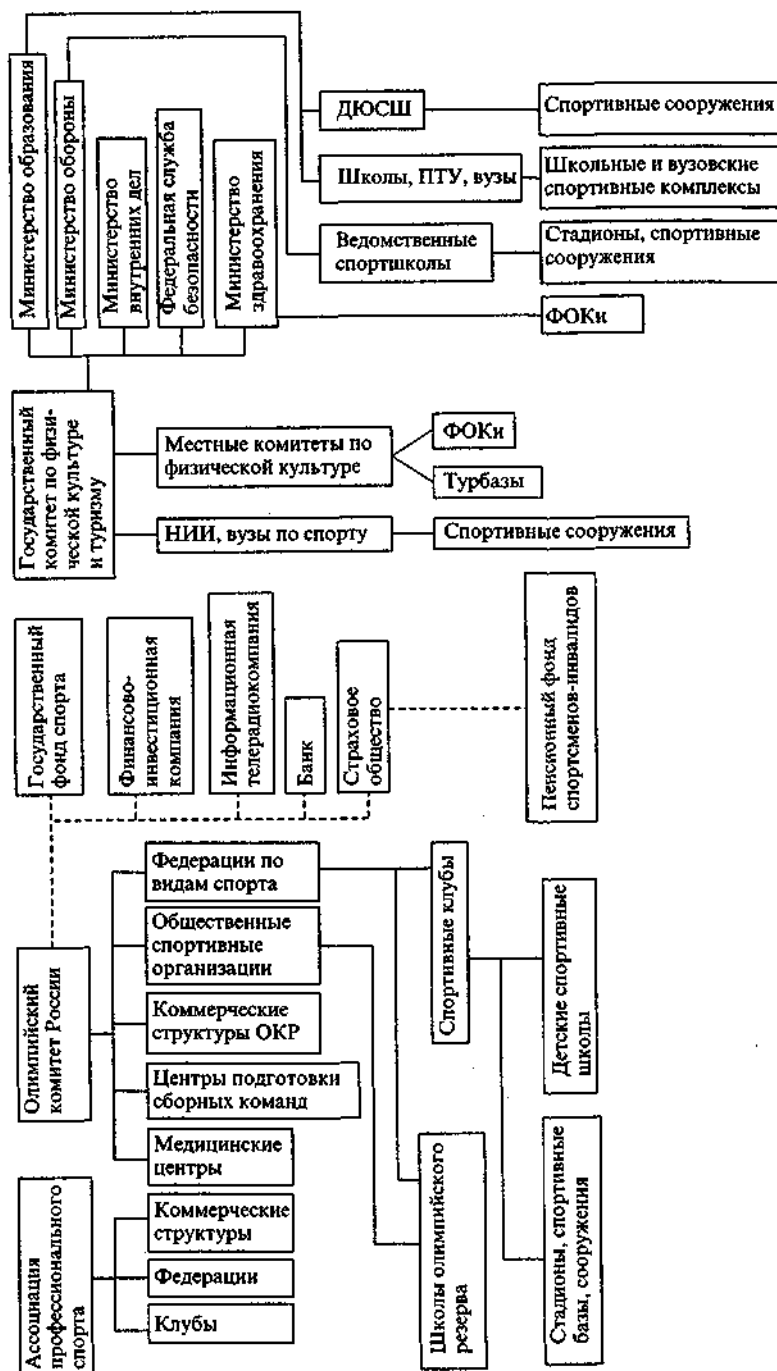 Министерство образования
Министерство обороны
Министерство
внутренних дел
Федеральная служба
безопасности
Министерство
здравоохранения
ДЮСШ
Спортивные сооружения
Школы, ПТУ, вузы
Школьные и вузовские
спортивные комплексы
Ведомственные
спортшколы
Стадионы, спортивные
сооружения
ФОКи
Государственный
комитет по физи-
ческой культуре
и туризму
Местные комитеты по
физической культуре
ФОКи
Турбазы
НИИ, вузы по спорту
Спортивные сооружения
Государственный
фонд спорта
Финансово-
инвестиционная
компания
Информационная
телерадиокомпания
Банк
Страховое
общество
Пенсионный фонд
спортсменов-инвалидов
Олимпийский
комитет России
Федерации по
видам спорта
Общественные
спортивные
организации
Коммерческие
структуры ОКР
Центры подготовки
сборных команд
Медицинские
центры
Спортивные клубы
Детские спортивные
школы
Ассоциация
профессионального
спорта
Коммерческие
структуры
Федерации
Клубы
Школы олимпийского
резерва
Стадионы, спортивные
базы, сооружения